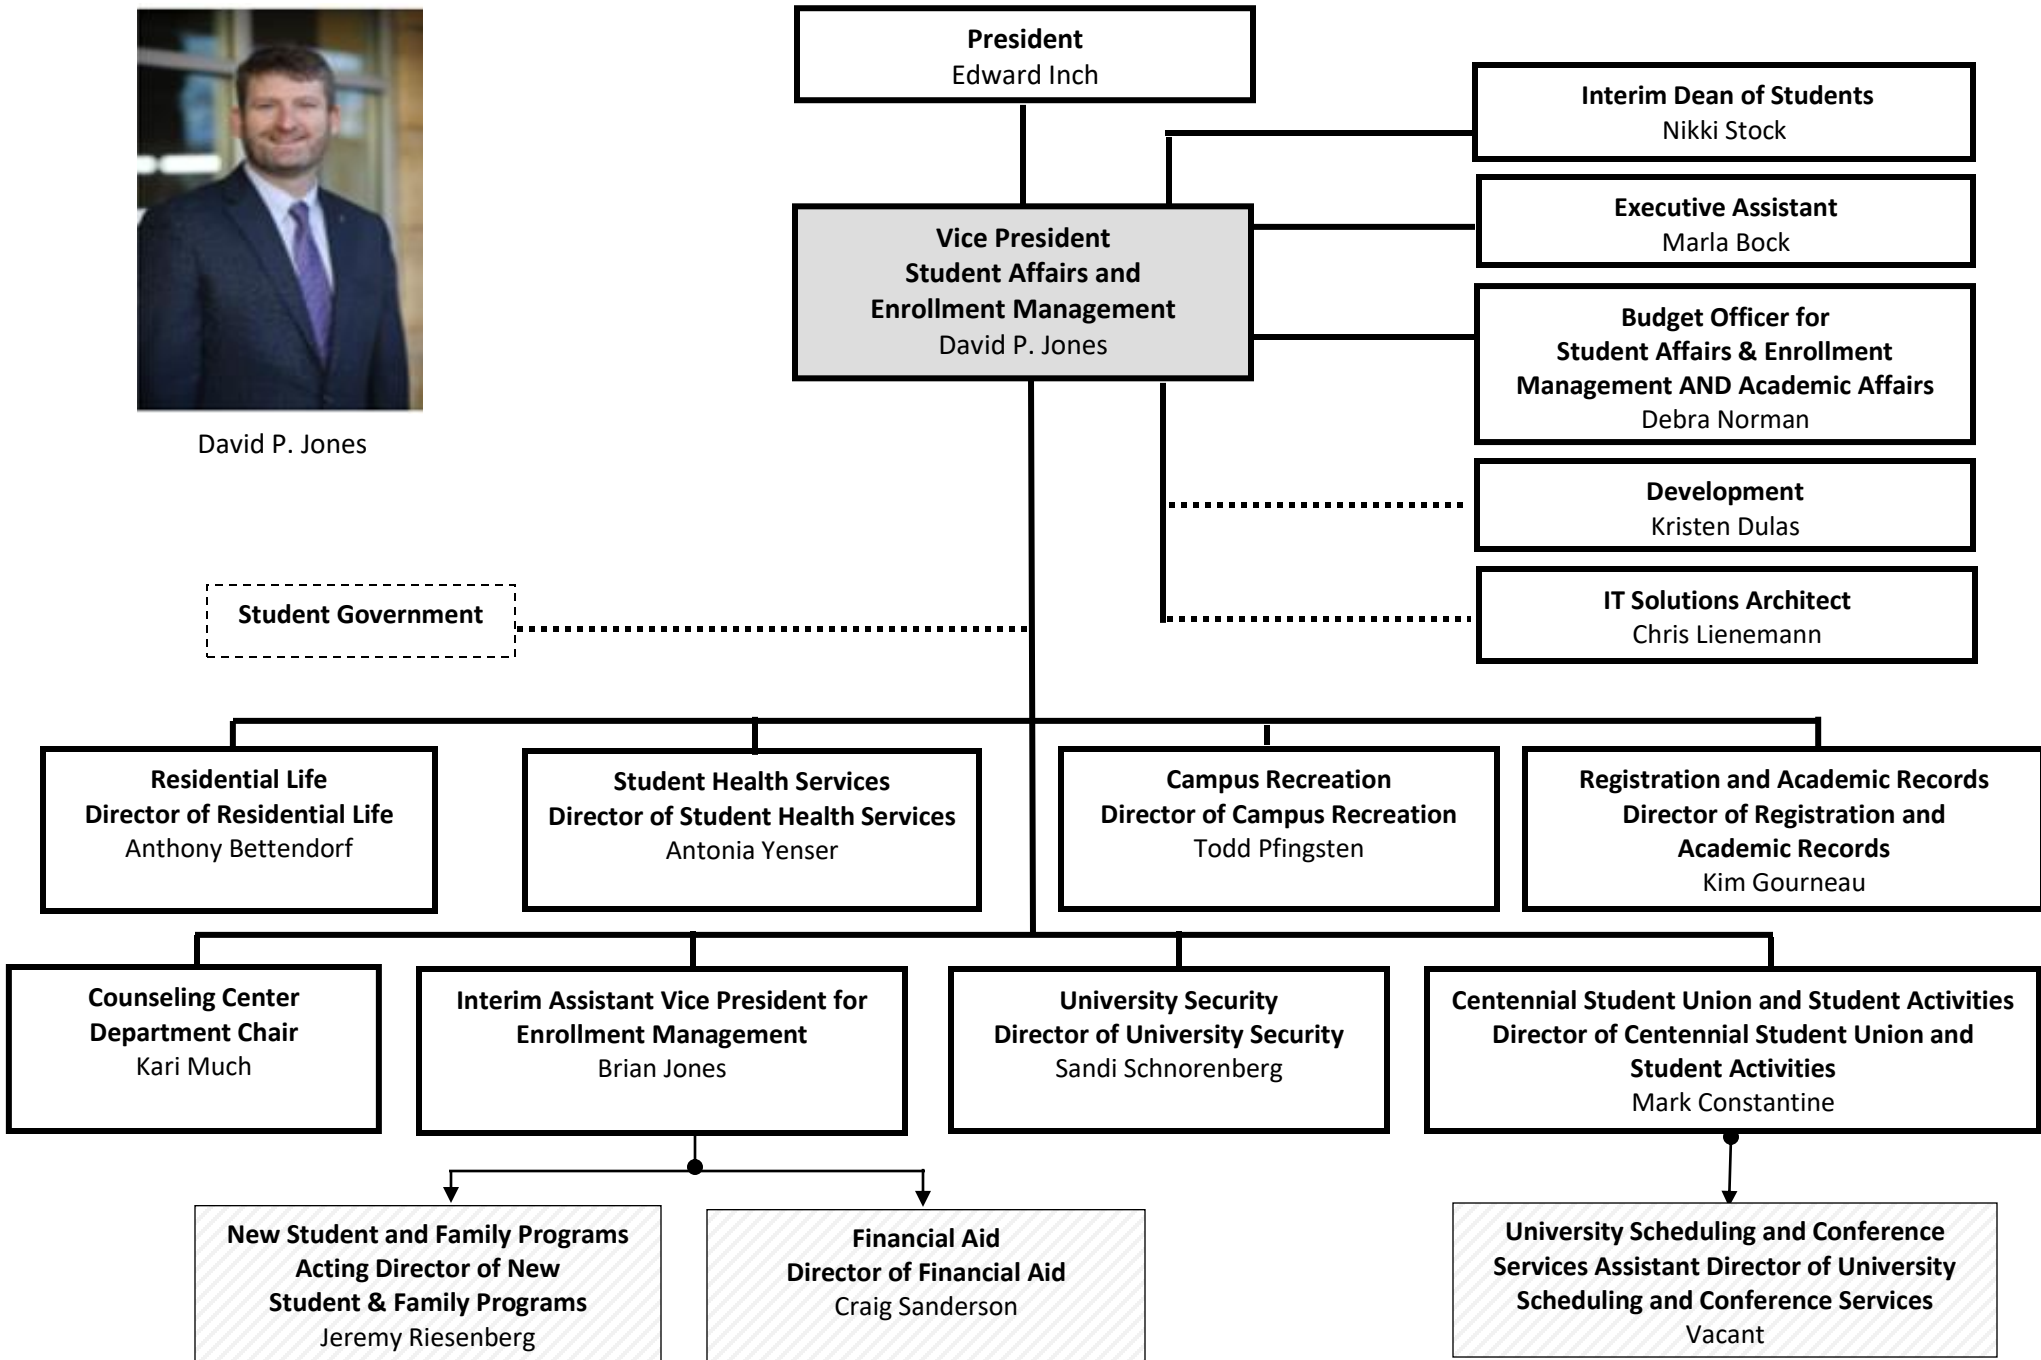 President
Edward Inch
Interim Dean of Students
Nikki Stock
Executive Assistant
Marla Bock
Vice President
Student Affairs and
Enrollment Management
David P. Jones
Budget Officer for
Student Affairs & Enrollment
Management AND Academic Affairs
Debra Norman
David P. Jones
Development
Kristen Dulas
IT Solutions Architect
Chris Lienemann
Student Government
Residential Life
Director of Residential Life
Anthony Bettendorf
Student Health Services
Director of Student Health Services
Antonia Yenser
Campus Recreation
Director of Campus Recreation
Todd Pfingsten
Registration and Academic Records
Director of Registration and
Academic Records
Kim Gourneau
Counseling Center
Department Chair
Kari Much
Interim Assistant Vice President for
Enrollment Management
Brian Jones
University Security
Director of University Security
Sandi Schnorenberg
Centennial Student Union and Student Activities
Director of Centennial Student Union and
Student Activities
Mark Constantine
New Student and Family Programs
Acting Director of New
Student & Family Programs
Jeremy Riesenberg
Financial Aid
Director of Financial Aid
Craig Sanderson
University Scheduling and Conference
Services Assistant Director of University
Scheduling and Conference Services
Vacant